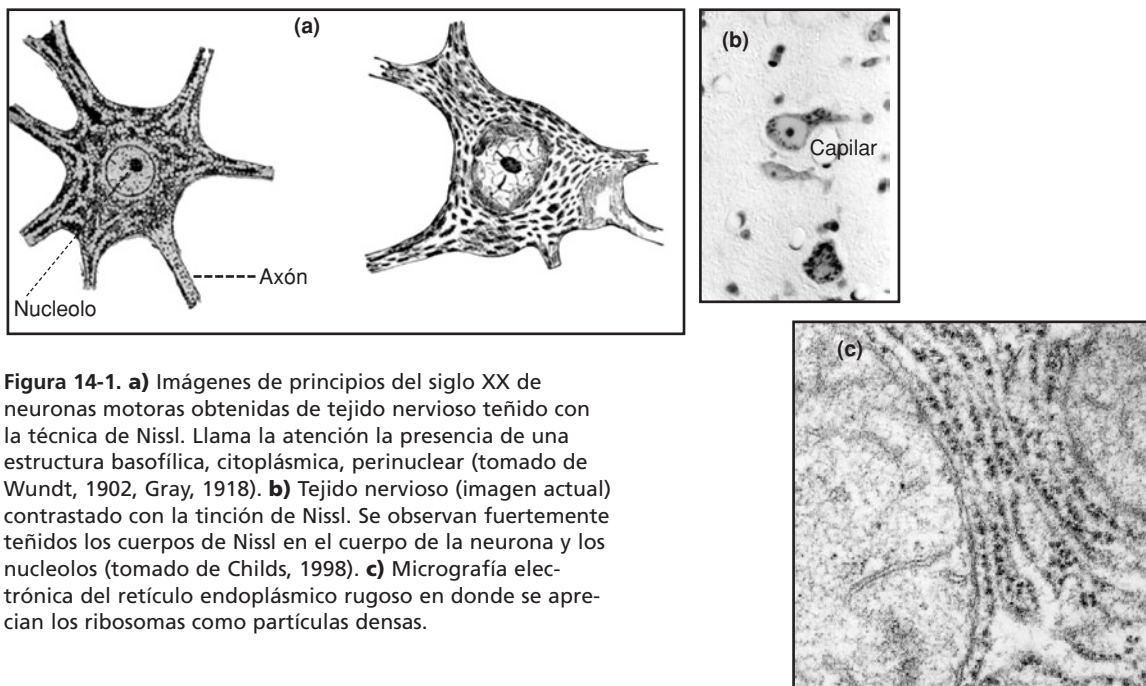 (a)
Axón
Nucleolo
(b)
Capilar
(c)
Figura 14-1. a) Imágenes de principios del siglo XX de
neuronas motoras obtenidas de tejido nervioso teñido con
la técnica de Nissl. Llama la atención la presencia de una
estructura basofílica, citoplásmica, perinuclear (tomado de
Wundt, 1902, Gray, 1918). b) Tejido nervioso (imagen actual)
contrastado con la tinción de Nissl. Se observan fuertemente
teñidos los cuerpos de Nissl en el cuerpo de la neurona y los
nucleolos (tomado de Childs, 1998). c) Micrografía elec-
trónica del retículo endoplásmico rugoso en donde se apre-
cian los ribosomas como partículas densas.